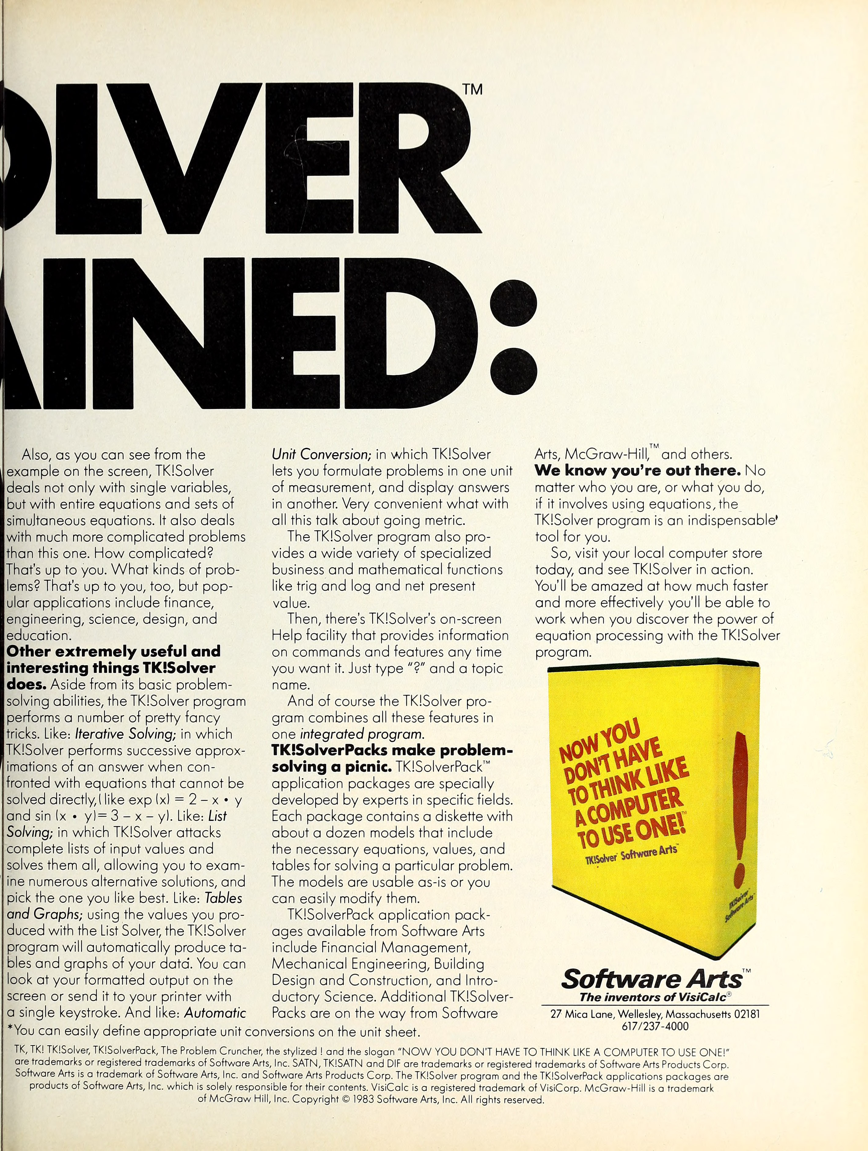 OLVER™
AINED:
Also, as you can see from the
example on the screen, TK!Solver
deals not only with single variables,
but with entire equations and sets of
simultaneous equations. It also deals
with much more complicated problems
than this one. How complicated?
That's up to you. What kinds of prob-
lems? That's up to you, too, but pop-
ular applications include finance,
engineering, science, design, and
education.
Other extremely useful and
interesting things TK!Solver
does. Aside from its basic problem-
solving abilities, the TK!Solver program
performs a number of pretty fancy
tricks. Like: Iterative Solving; in which
TK!Solver performs successive approx-
imations of an answer when con-
fronted with equations that cannot be
solved directly, (like exp (x) = 2 – x • y
and sin (x • y)= 3 – x – y). Like: List
Solving; in which TK!Solver attacks
complete lists of input values and
solves them all, allowing you to exam-
ine numerous alternative solutions, and
pick the one you like best. Like: Tables
and Graphs; using the values you pro-
duced with the List Solver, the TK!Solver
program will automatically produce ta-
bles and graphs of your data. You can
look at your formatted output on the
screen or send it to your printer with
a single keystroke. And like: Automatic
Unit Conversion; in which TK!Solver
lets you formulate problems in one unit
of measurement, and display answers
in another. Very convenient what with
all this talk about going metric.
The TK!Solver program also pro-
vides a wide variety of specialized
business and mathematical functions
like trig and log and net present
value.
Then, there's TK!Solver's on-screen
Help facility that provides information
on commands and features any time
you want it. Just type "?" and a topic
name.
And of course the TK!Solver pro-
gram combines all these features in
one integrated program.
TK!SolverPacks make problem-
solving a picnic. TK!SolverPack™
application packages are specially
developed by experts in specific fields.
Each package contains a diskette with
about a dozen models that include
the necessary equations, values, and
tables for solving a particular problem.
The models are usable as-is or you
can easily modify them.
TK!SolverPack application pack-
ages available from Software Arts
include Financial Management,
Mechanical Engineering, Building
Design and Construction, and Intro-
ductory Science. Additional TK!Solver-
Packs are on the way from Software
Arts, McGraw-Hill,™ and others.
We know you're out there. No
matter who you are, or what you do,
if it involves using equations, the
TK!Solver program is an indispensable
tool for you.
So, visit your local computer store
today, and see TK!Solver in action.
You'll be amazed at how much faster
and more effectively you'll be able to
work when you discover the power of
equation processing with the TK!Solver
program.
NOW YOU
DON'T HAVE
TO THINK LIKE
A COMPUTER
TO USE ONE!™
TK!Solver™ Software Arts™
!
TK!Solver™
Software Arts™
Software Arts™
The inventors of VisiCalc®
27 Mica Lane, Wellesley, Massachusetts 02181
617/237-4000
*You can easily define appropriate unit conversions on the unit sheet.
TK, TK! TK!Solver, TK!SolverPack, The Problem Cruncher, the stylized ! and the slogan "NOW YOU DON'T HAVE TO THINK LIKE A COMPUTER TO USE ONE!"
are trademarks or registered trademarks of Software Arts, Inc. SATN, TK!SATN and DIF are trademarks or registered trademarks of Software Arts Products Corp.
Software Arts is a trademark of Software Arts, Inc. and Software Arts Products Corp. The TK!Solver program and the TK!SolverPack applications packages are
products of Software Arts, Inc. which is solely responsible for their contents. VisiCalc is a registered trademark of VisiCorp. McGraw-Hill is a trademark
of McGraw Hill, Inc. Copyright © 1983 Software Arts, Inc. All rights reserved.